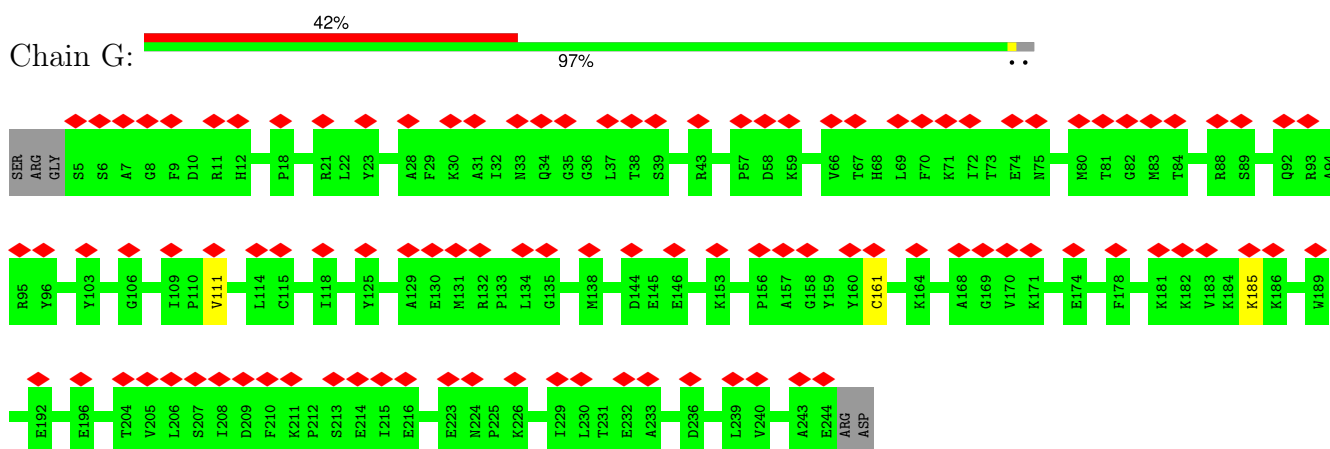 42%
Chain G:
97%
• •
SER ARG GLY S5 S6 A7 G8 F9 D10 R11 H12 P18 R21 L22 Y23 A28 F29 K30 A31 I32 N33 Q34 G35 G36 L37 T38 S39 R43 P57 D58 K59 V66 T67 H68 L69 F70 K71 I72 T73 E74 N75 M80 T81 G82 M83 T84 R88 S89 Q92 R93 A94
R95 Y96 Y103 G106 I109 P110 V111 L114 C115 I118 Y125 A129 E130 M131 R132 P133 L134 G135 M138 D144 E145 E146 K153 P156 A157 G158 Y159 Y160 C161 K164 A168 G169 V170 K171 E174 F178 K181 K182 V183 K184 K185 K186 W189
E192 E196 T204 V205 L206 S207 I208 D209 F210 K211 P212 S213 E214 I215 E216 E223 N224 P225 K226 I229 L230 T231 E232 A233 D236 L239 V240 A243 E244 ARG ASP